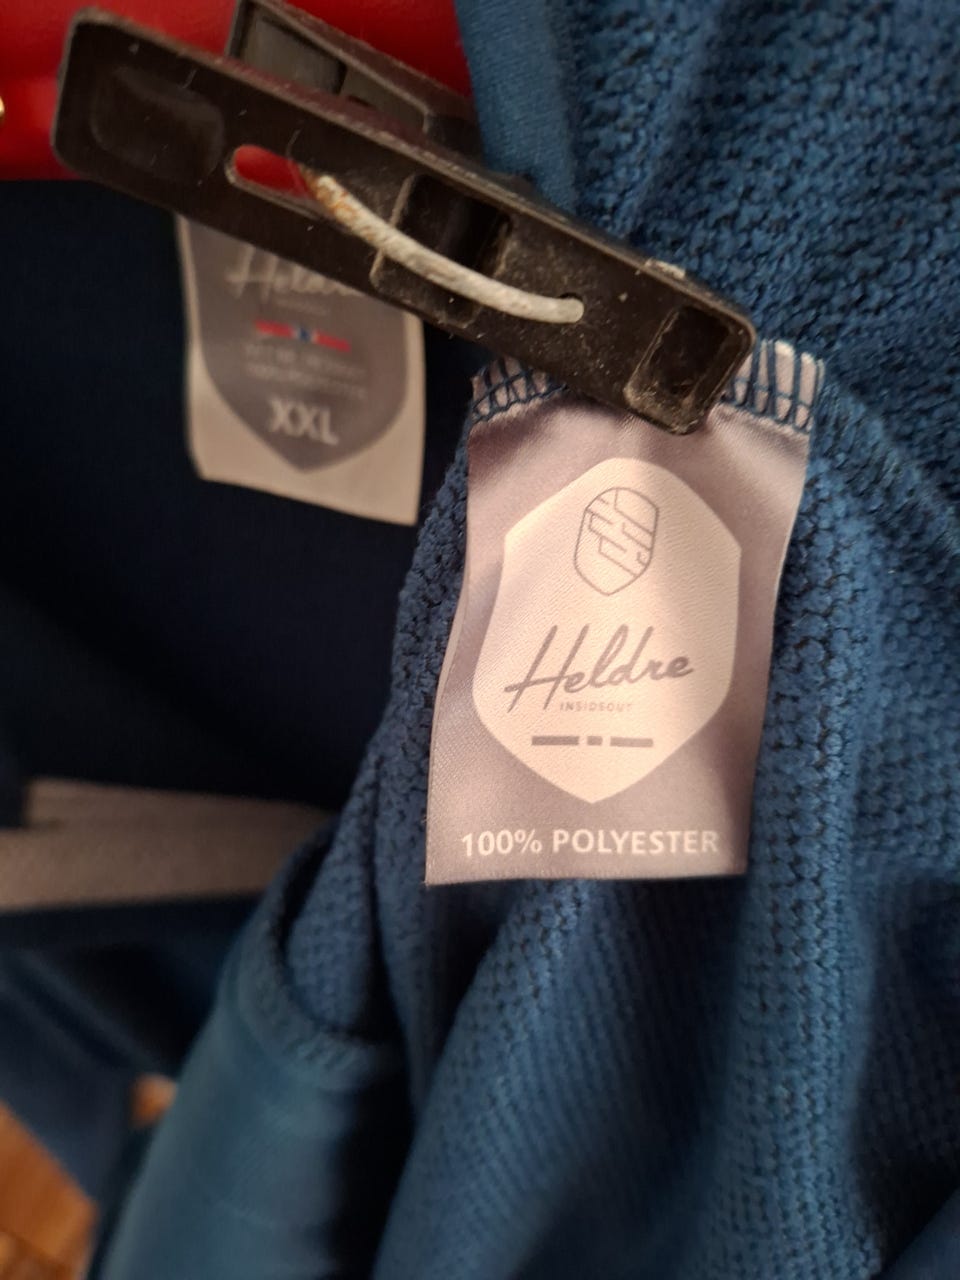 XXL
Heldre
INSIDEOUT
100% POLYESTER